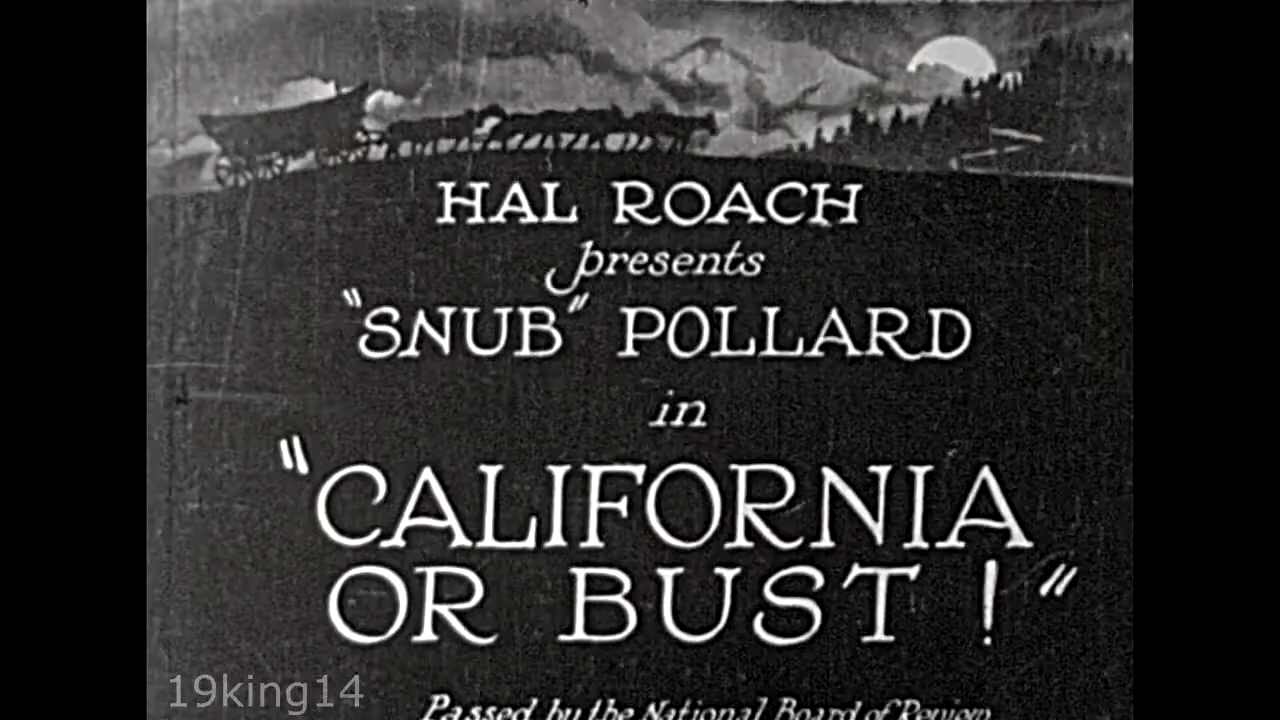 HAL ROACH
presents
"SNUB" POLLARD
in
"CALIFORNIA
OR BUST!"
19king14
Passed by the National Board of Review